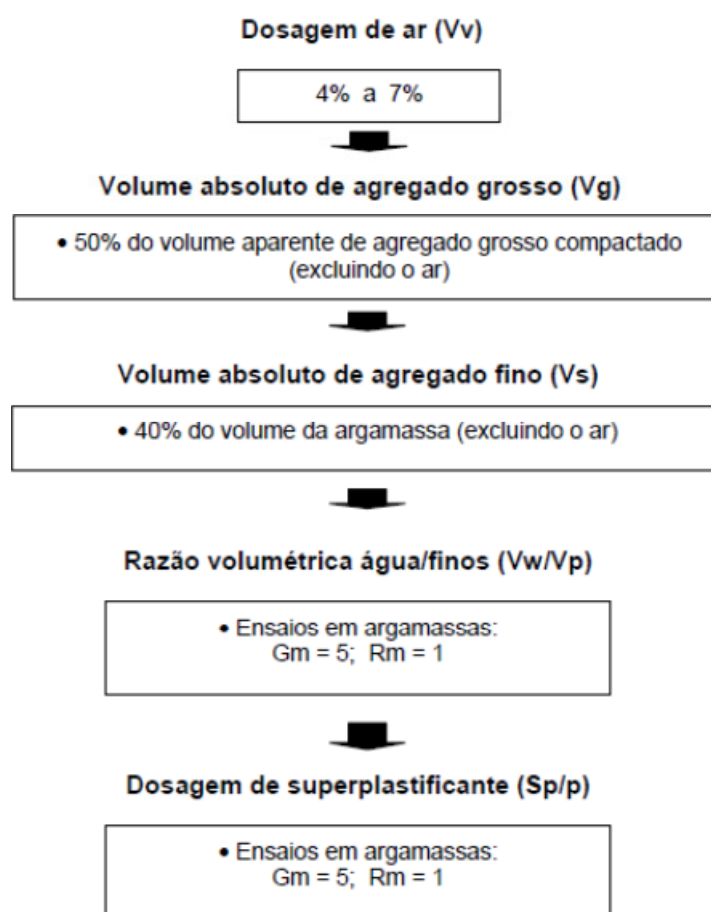 Dosagem de ar (Vv)
4% a 7%
Volume absoluto de agregado grosso (Vg)
• 50% do volume aparente de agregado grosso compactado
(excluindo o ar)
Volume absoluto de agregado fino (Vs)
• 40% do volume da argamassa (excluindo o ar)
Razão volumétrica água/finos (Vw/Vp)
• Ensaios em argamassas:
Gm = 5; Rm = 1
Dosagem de superplastificante (Sp/p)
• Ensaios em argamassas:
Gm = 5; Rm = 1